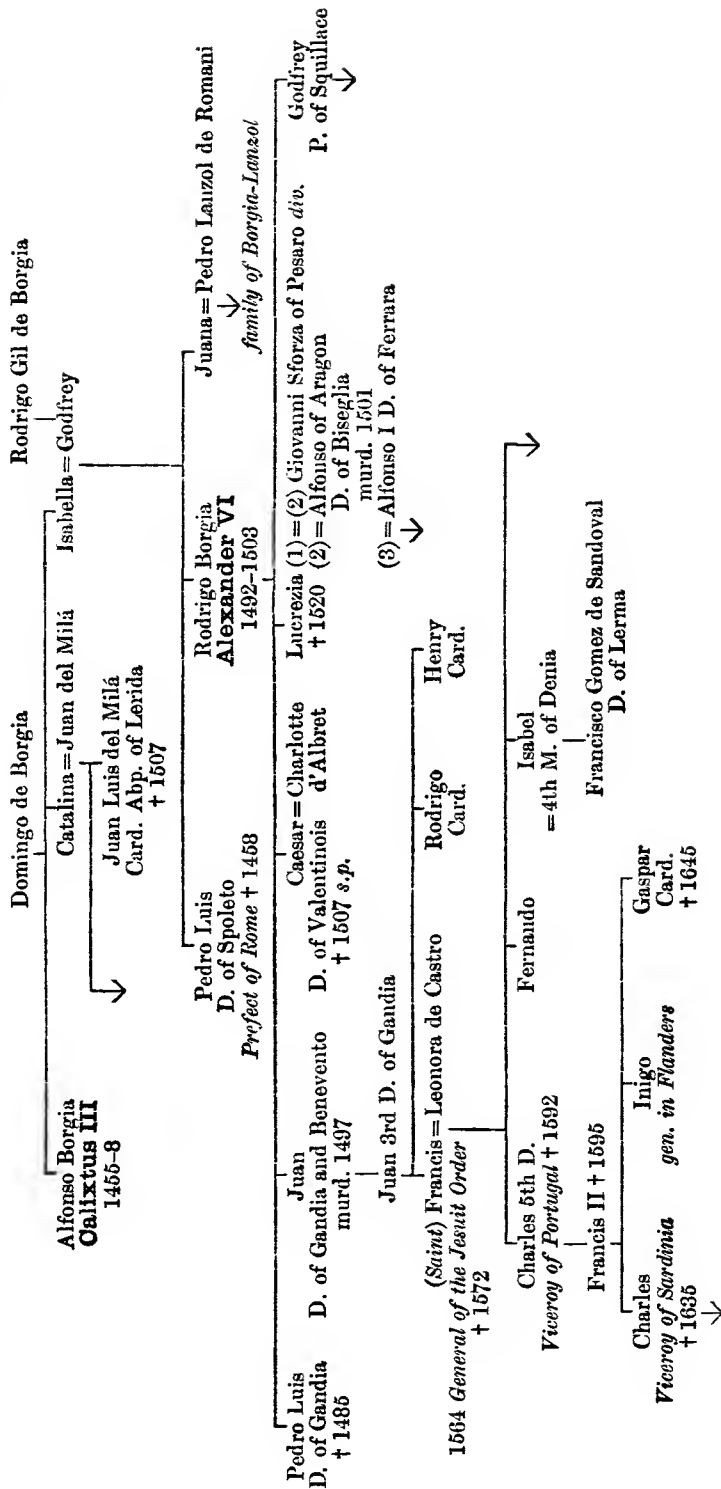 Domingo de Borgia
Rodrigo Gil de Borgia
Alfonso Borgia
Calixtus III
1455-8
Catalina = Juan del Milá
Isabella = Godfrey
Juan Luis del Milá
Card. Abp. of Lerida
† 1507
Pedro Luis
D. of Spoleto
Prefect of Rome † 1458
Rodrigo Borgia
Alexander VI
1492-1503
Juana = Pedro Lanzol de Romani
family of Borgia-Lanzol
Pedro Luis
D. of Gandia
† 1485
Juan
D. of Gandia and Benevento
murd. 1497
Caesar = Charlotte
D. of Valentinois d'Albret
† 1507 s.p.
Lucrezia (1) = (2) Giovanni Sforza of Pesaro div.
† 1520 (2) = Alfonso of Aragon
D. of Biseglia
murd. 1501
(3) = Alfonso I D. of Ferrara
Godfrey
P. of Squillace
Juan 3rd D. of Gandia
(Saint) Francis = Leonora de Castro
1564 General of the Jesuit Order
† 1572
Rodrigo
Card.
Henry
Card.
Charles 5th D.
Viceroy of Portugal † 1592
Fernando
Isabel
= 4th M. of Denia
Francis II † 1595
Francisco Gomez de Sandoval
D. of Lerma
Charles
Viceroy of Sardinia
† 1635
Inigo
gen. in Flanders
Gaspar
Card.
† 1645